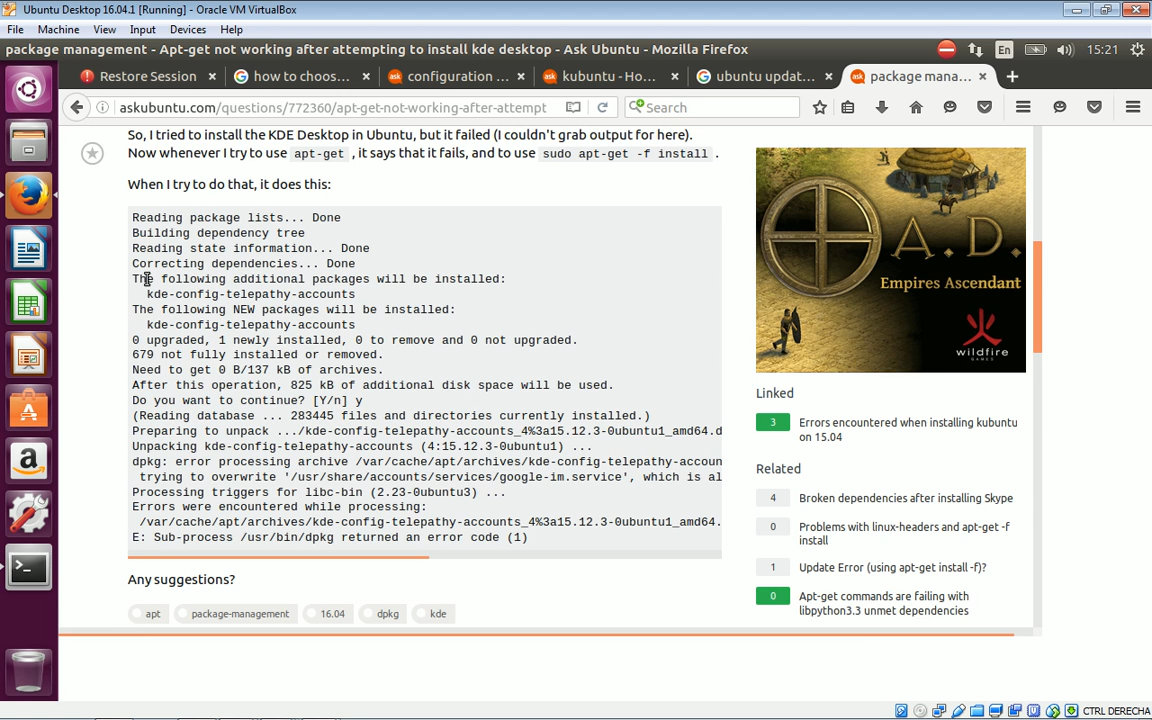 Ubuntu Desktop 16.04.1 [Running] - Oracle VM VirtualBox
File Machine View Input Devices Help
package management - Apt-get not working after attempting to install kde desktop - Ask Ubuntu - Mozilla Firefox
En 15:21
Restore Session × how to choos... × configuration ... × kubuntu - Ho... × ubuntu updat... × package mana... ×
askubuntu.com/questions/772360/apt-get-not-working-after-attempt
Search
So, I tried to install the KDE Desktop in Ubuntu, but it failed (I couldn't grab output for here).
Now whenever I try to use apt-get , it says that it fails, and to use sudo apt-get -f install .
When I try to do that, it does this:
Reading package lists... Done
Building dependency tree
Reading state information... Done
Correcting dependencies... Done
The following additional packages will be installed:
kde-config-telepathy-accounts
The following NEW packages will be installed:
kde-config-telepathy-accounts
0 upgraded, 1 newly installed, 0 to remove and 0 not upgraded.
679 not fully installed or removed.
Need to get 0 B/137 kB of archives.
After this operation, 825 kB of additional disk space will be used.
Do you want to continue? [Y/n] y
(Reading database ... 283445 files and directories currently installed.)
Preparing to unpack .../kde-config-telepathy-accounts_4%3a15.12.3-0ubuntu1_amd64.d
Unpacking kde-config-telepathy-accounts (4:15.12.3-0ubuntu1) ...
dpkg: error processing archive /var/cache/apt/archives/kde-config-telepathy-accoun
trying to overwrite '/usr/share/accounts/services/google-im.service', which is al
Processing triggers for libc-bin (2.23-0ubuntu3) ...
Errors were encountered while processing:
/var/cache/apt/archives/kde-config-telepathy-accounts_4%3a15.12.3-0ubuntu1_amd64.
E: Sub-process /usr/bin/dpkg returned an error code (1)
Any suggestions?
apt package-management 16.04 dpkg kde
A.D.
Empires Ascendant
wildfire
Games
Linked
3 Errors encountered when installing kubuntu
on 15.04
Related
4 Broken dependencies after installing Skype
0 Problems with linux-headers and apt-get -f
install
1 Update Error (using apt-get install -f)?
0 Apt-get commands are failing with
libpython3.3 unmet dependencies
CTRL DERECHA